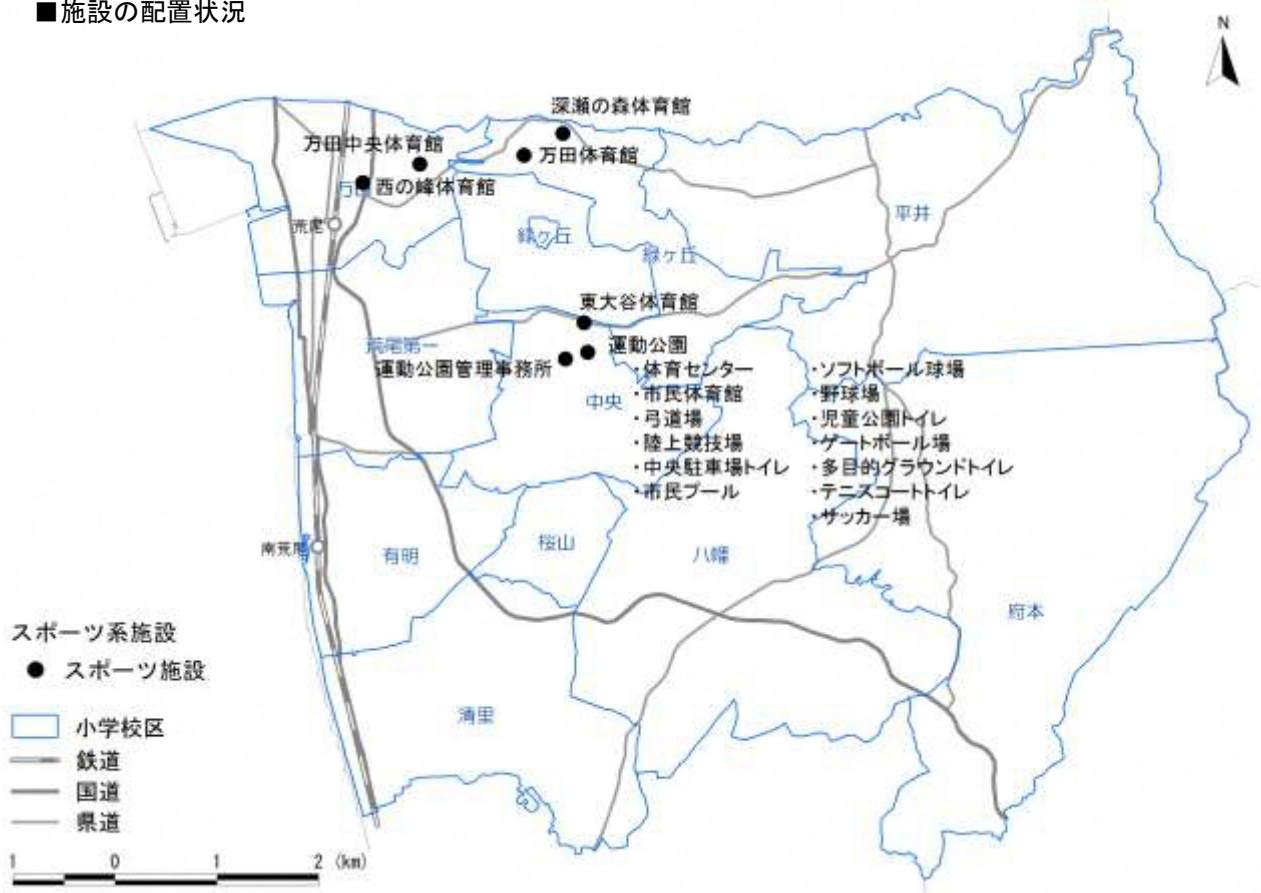 ■施設の配置状況
N
深瀬の森体育館
万田中央体育館
万田体育館
西の峰体育館
荒尾
平井
緑ヶ丘
緑ヶ丘
東大谷体育館
荒尾第一
運動公園
運動公園管理事務所
中央
・体育センター
・市民体育館
・弓道場
・陸上競技場
・中央駐車場トイレ
・市民プール
・ソフトボール球場
・野球場
・児童公園トイレ
・ゲートボール場
・多目的グラウンドトイレ
・テニスコートトイレ
・サッカー場
有明
桜山
八幡
府本
清里
スポーツ系施設
● スポーツ施設
小学校区
鉄道
国道
県道
1 0 1 2 (km)